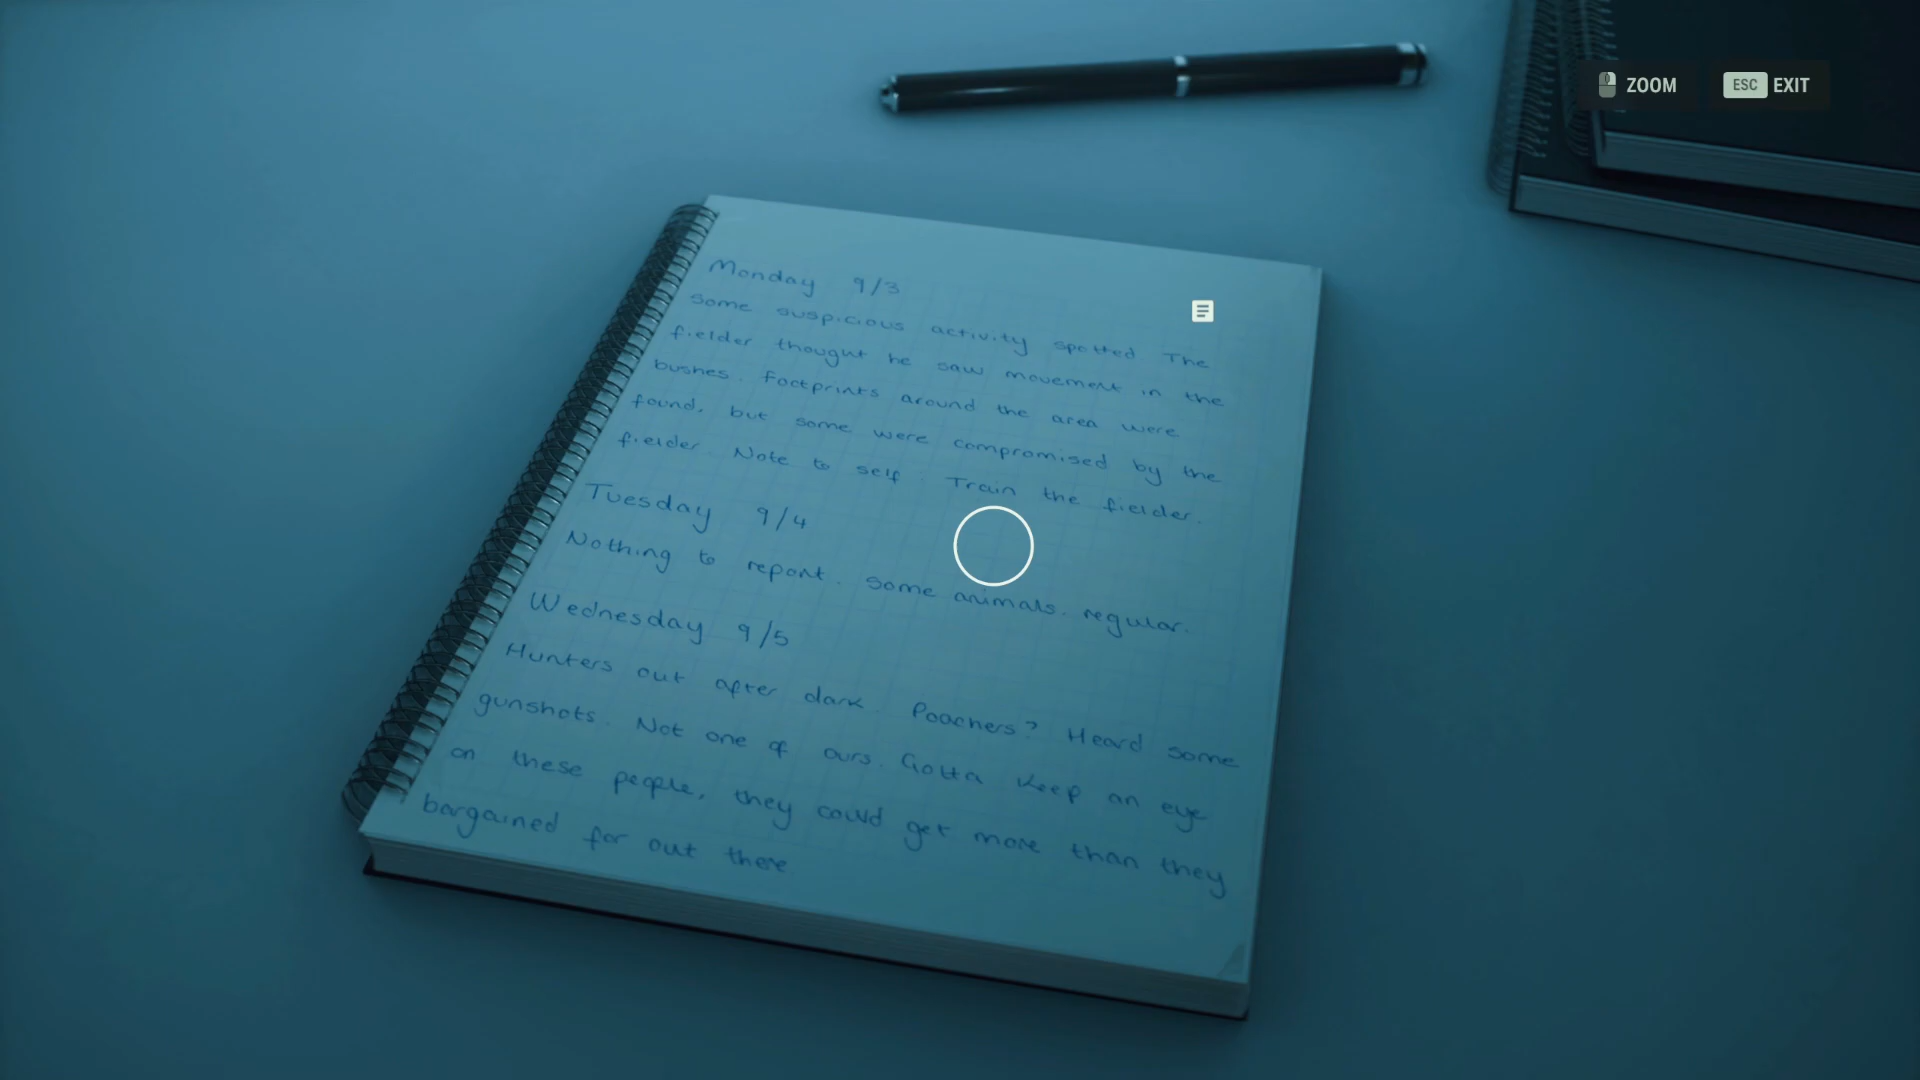 ZOOM
ESC EXIT
Monday 9/3
some suspicious activity spotted The
fielder thought he saw movement in the
bushes. footprints around the area were
found, but some were compromised by the
fielder. Note to self: Train the fielder.
Tuesday 9/4
Nothing to report. some animals. regular.
Wednesday 9/5
Hunters out after dark. Poachers? Heard some
gunshots. Not one of ours. Gotta keep an eye
on these people, they could get more than they
bargained for out there